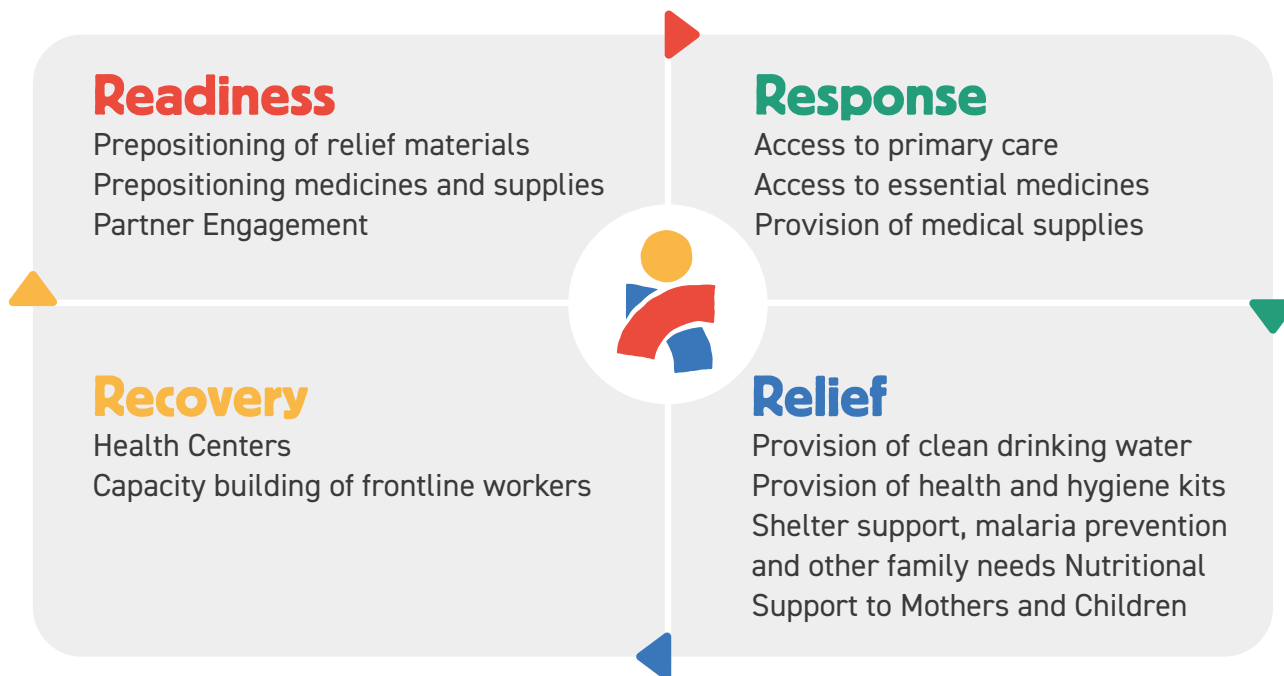 Readiness
Prepositioning of relief materials
Prepositioning medicines and supplies
Partner Engagement
Response
Access to primary care
Access to essential medicines
Provision of medical supplies
Recovery
Health Centers
Capacity building of frontline workers
Relief
Provision of clean drinking water
Provision of health and hygiene kits
Shelter support, malaria prevention
and other family needs Nutritional
Support to Mothers and Children